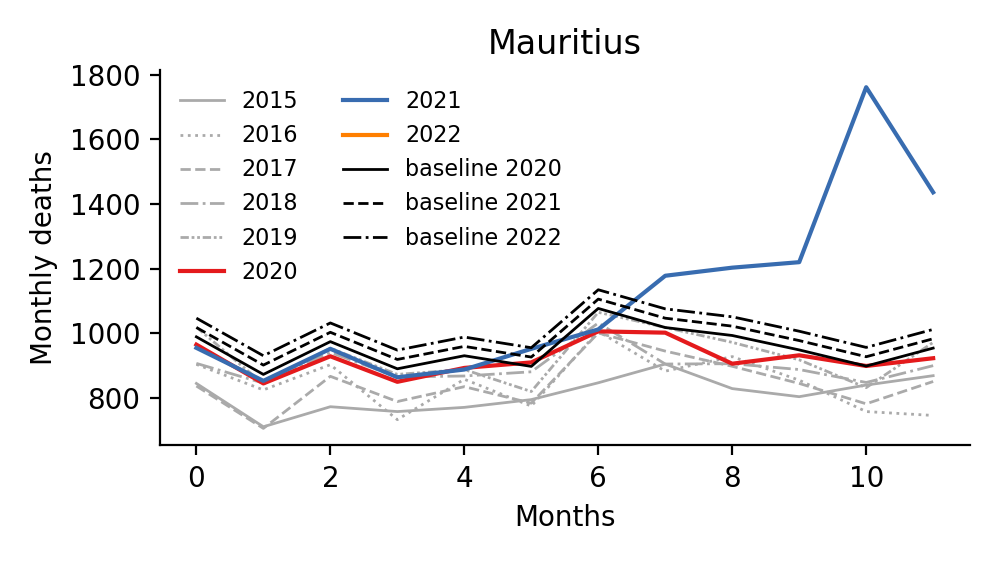 Mauritius
Monthly deaths
1800
1600
1400
1200
1000
800
2015
2016
2017
2018
2019
2020
2021
2022
baseline 2020
baseline 2021
baseline 2022
0 2 4 6 8 10
Months